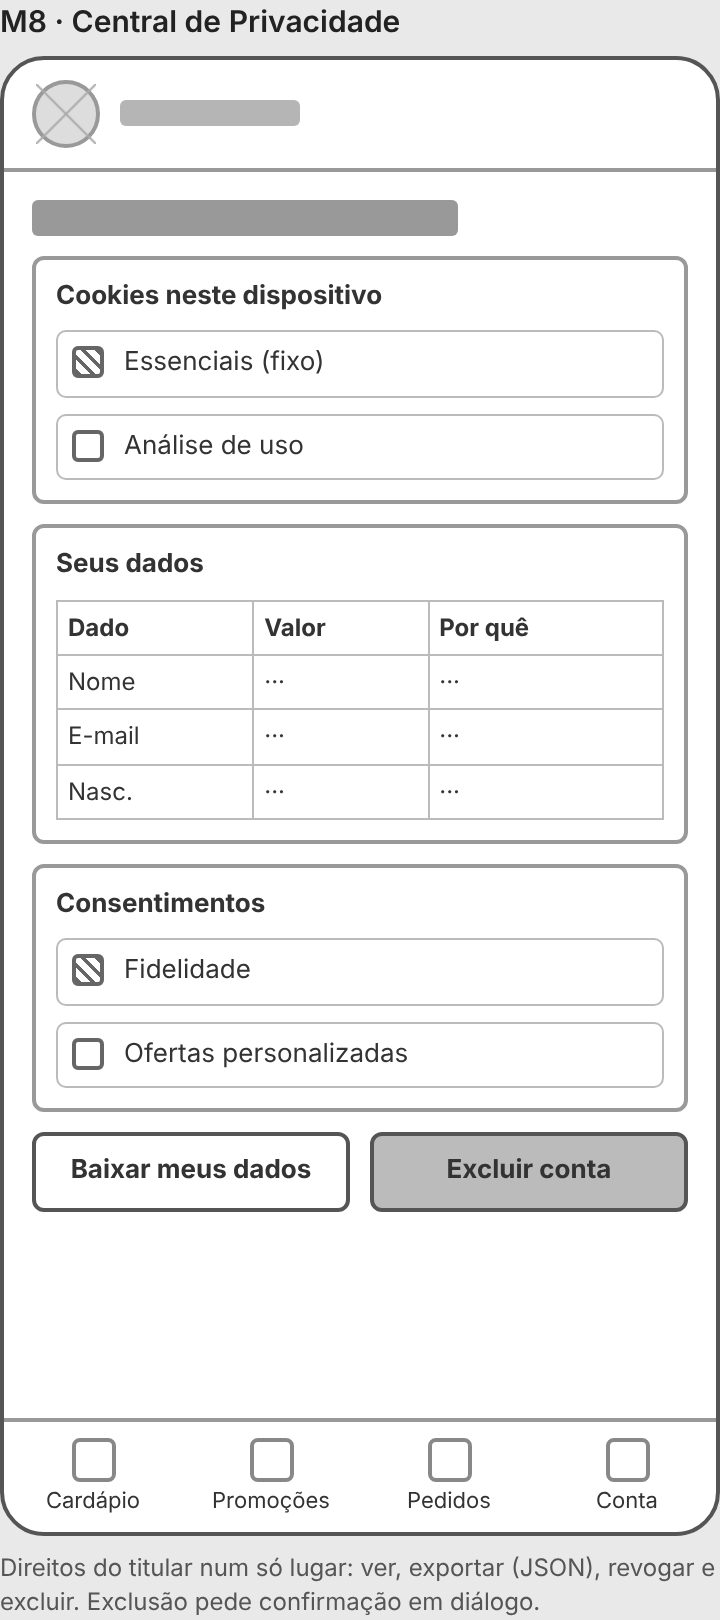 M8 · Central de Privacidade
Cookies neste dispositivo
Essenciais (fixo)
Análise de uso
Seus dados
Dado Valor Por quê
Nome ... ...
E-mail ... ...
Nasc. ... ...
Consentimentos
Fidelidade
Ofertas personalizadas
Baixar meus dados Excluir conta
Cardápio Promoções Pedidos Conta
Direitos do titular num só lugar: ver, exportar (JSON), revogar e
excluir. Exclusão pede confirmação em diálogo.